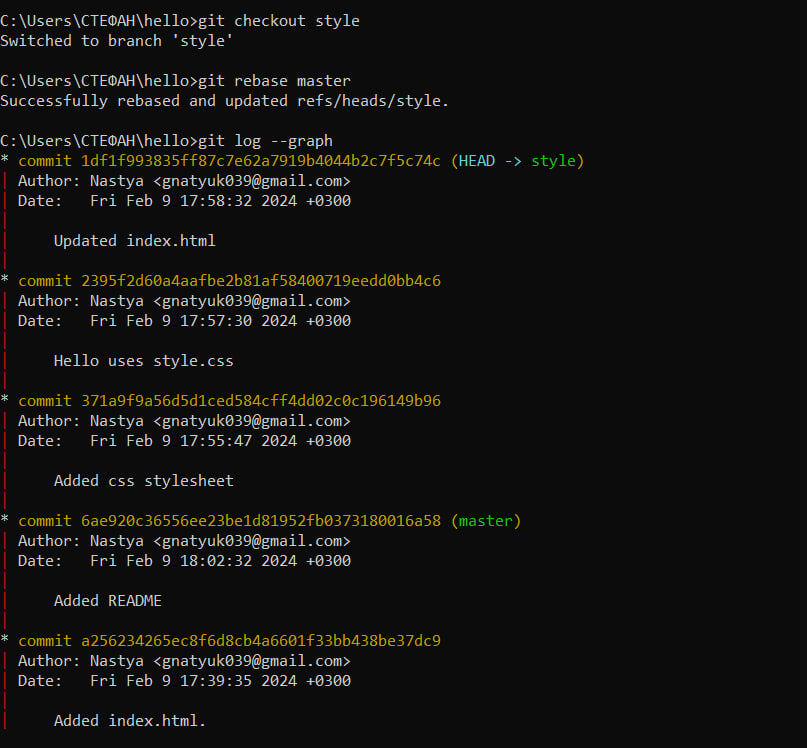 C:\Users\СТЕФАН\hello>git checkout style
Switched to branch 'style'
C:\Users\СТЕФАН\hello>git rebase master
Successfully rebased and updated refs/heads/style.
C:\Users\СТЕФАН\hello>git log --graph
* commit 1df1f993835ff87c7e62a7919b4044b2c7f5c74c (HEAD -> style)
| Author: Nastya <gnatyuk039@gmail.com>
| Date:   Fri Feb 9 17:58:32 2024 +0300
|
|     Updated index.html
|
* commit 2395f2d60a4aafbe2b81af58400719eedd0bb4c6
| Author: Nastya <gnatyuk039@gmail.com>
| Date:   Fri Feb 9 17:57:30 2024 +0300
|
|     Hello uses style.css
|
* commit 371a9f9a56d5d1ced584cff4dd02c0c196149b96
| Author: Nastya <gnatyuk039@gmail.com>
| Date:   Fri Feb 9 17:55:47 2024 +0300
|
|     Added css stylesheet
|
* commit 6ae920c36556ee23be1d81952fb0373180016a58 (master)
| Author: Nastya <gnatyuk039@gmail.com>
| Date:   Fri Feb 9 18:02:32 2024 +0300
|
|     Added README
|
* commit a256234265ec8f6d8cb4a6601f33bb438be37dc9
| Author: Nastya <gnatyuk039@gmail.com>
| Date:   Fri Feb 9 17:39:35 2024 +0300
|
|     Added index.html.